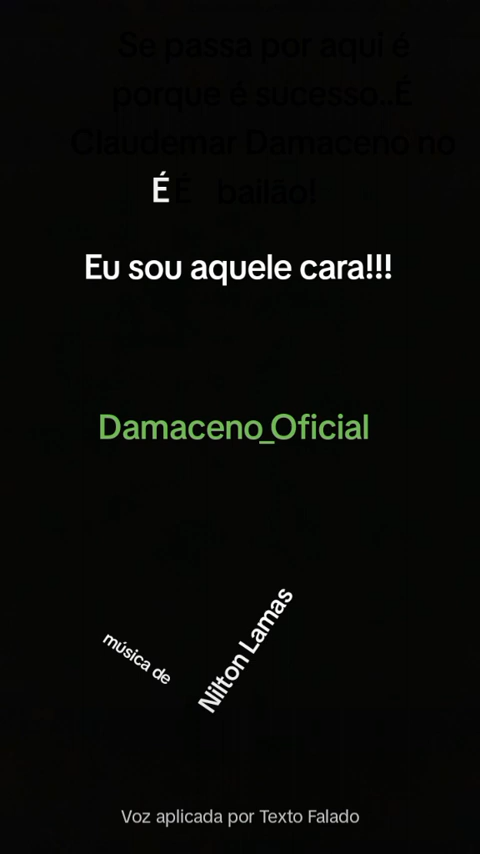 Se passa por aqui é
porque é sucesso..É
Claudemar Damaceno no
É É bailão!
Eu sou aquele cara!!!
Damaceno_Oficial
música de
Nilton Lamas
Voz aplicada por Texto Falado